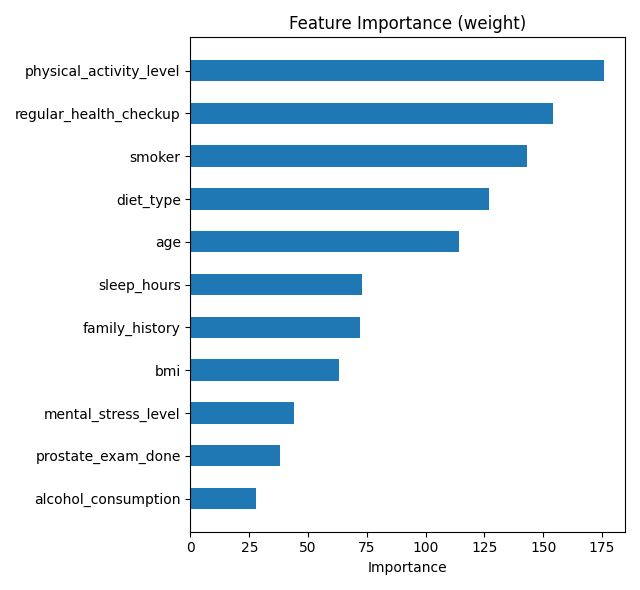 Feature Importance (weight)
physical_activity_level
regular_health_checkup
smoker
diet_type
age
sleep_hours
family_history
bmi
mental_stress_level
prostate_exam_done
alcohol_consumption
0 25 50 75 100 125 150 175
Importance